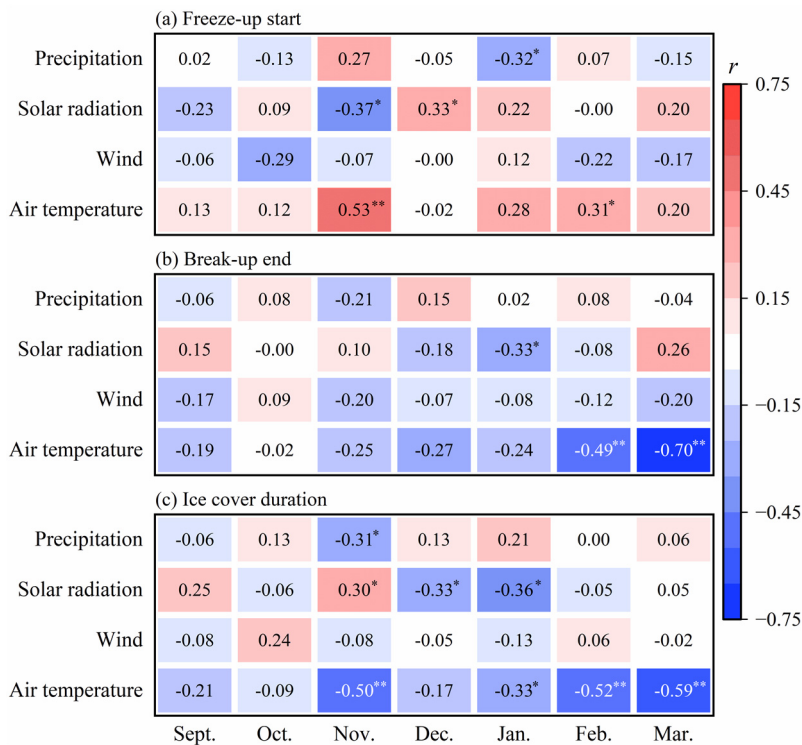 (a) Freeze-up start
Precipitation 0.02 -0.13 0.27 -0.05 -0.32* 0.07 -0.15
Solar radiation -0.23 0.09 -0.37* 0.33* 0.22 -0.00 0.20
Wind -0.06 -0.29 -0.07 -0.00 0.12 -0.22 -0.17
Air temperature 0.13 0.12 0.53** -0.02 0.28 0.31* 0.20
(b) Break-up end
Precipitation -0.06 0.08 -0.21 0.15 0.02 0.08 -0.04
Solar radiation 0.15 -0.00 0.10 -0.18 -0.33* -0.08 0.26
Wind -0.17 0.09 -0.20 -0.07 -0.08 -0.12 -0.20
Air temperature -0.19 -0.02 -0.25 -0.27 -0.24 -0.49** -0.70**
(c) Ice cover duration
Precipitation -0.06 0.13 -0.31* 0.13 0.21 0.00 0.06
Solar radiation 0.25 -0.06 0.30* -0.33* -0.36* -0.05 0.05
Wind -0.08 0.24 -0.08 -0.05 -0.13 0.06 -0.02
Air temperature -0.21 -0.09 -0.50** -0.17 -0.33* -0.52** -0.59**
Sept. Oct. Nov. Dec. Jan. Feb. Mar.
r
0.75
0.45
0.15
−0.15
−0.45
−0.75